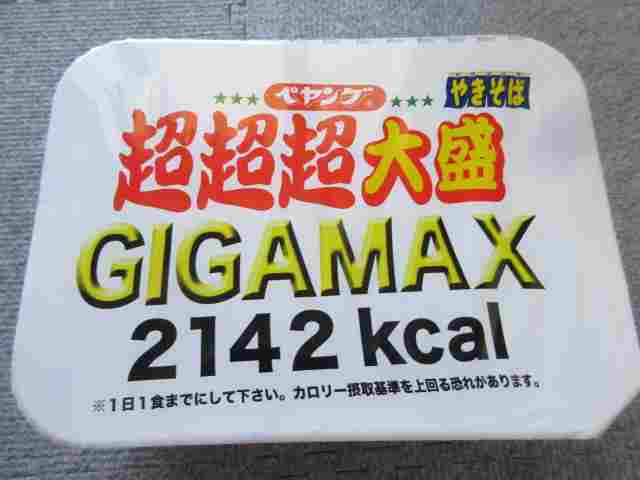 ★★★ペヤング®★★★ やきそば
超超超大盛
GIGAMAX
2142kcal
※1日1食までにして下さい。カロリー摂取基準を上回る恐れがあります。